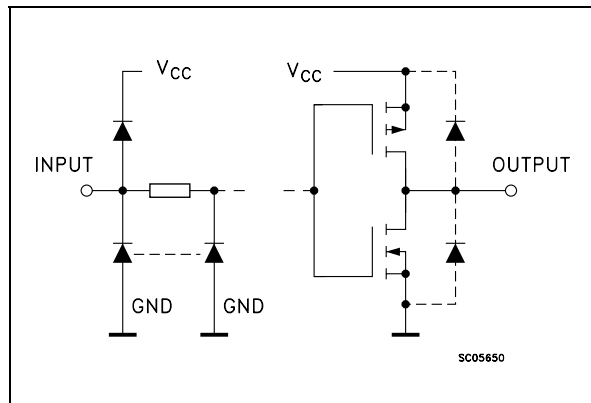 VCC
VCC
INPUT
OUTPUT
GND
GND
SC05650